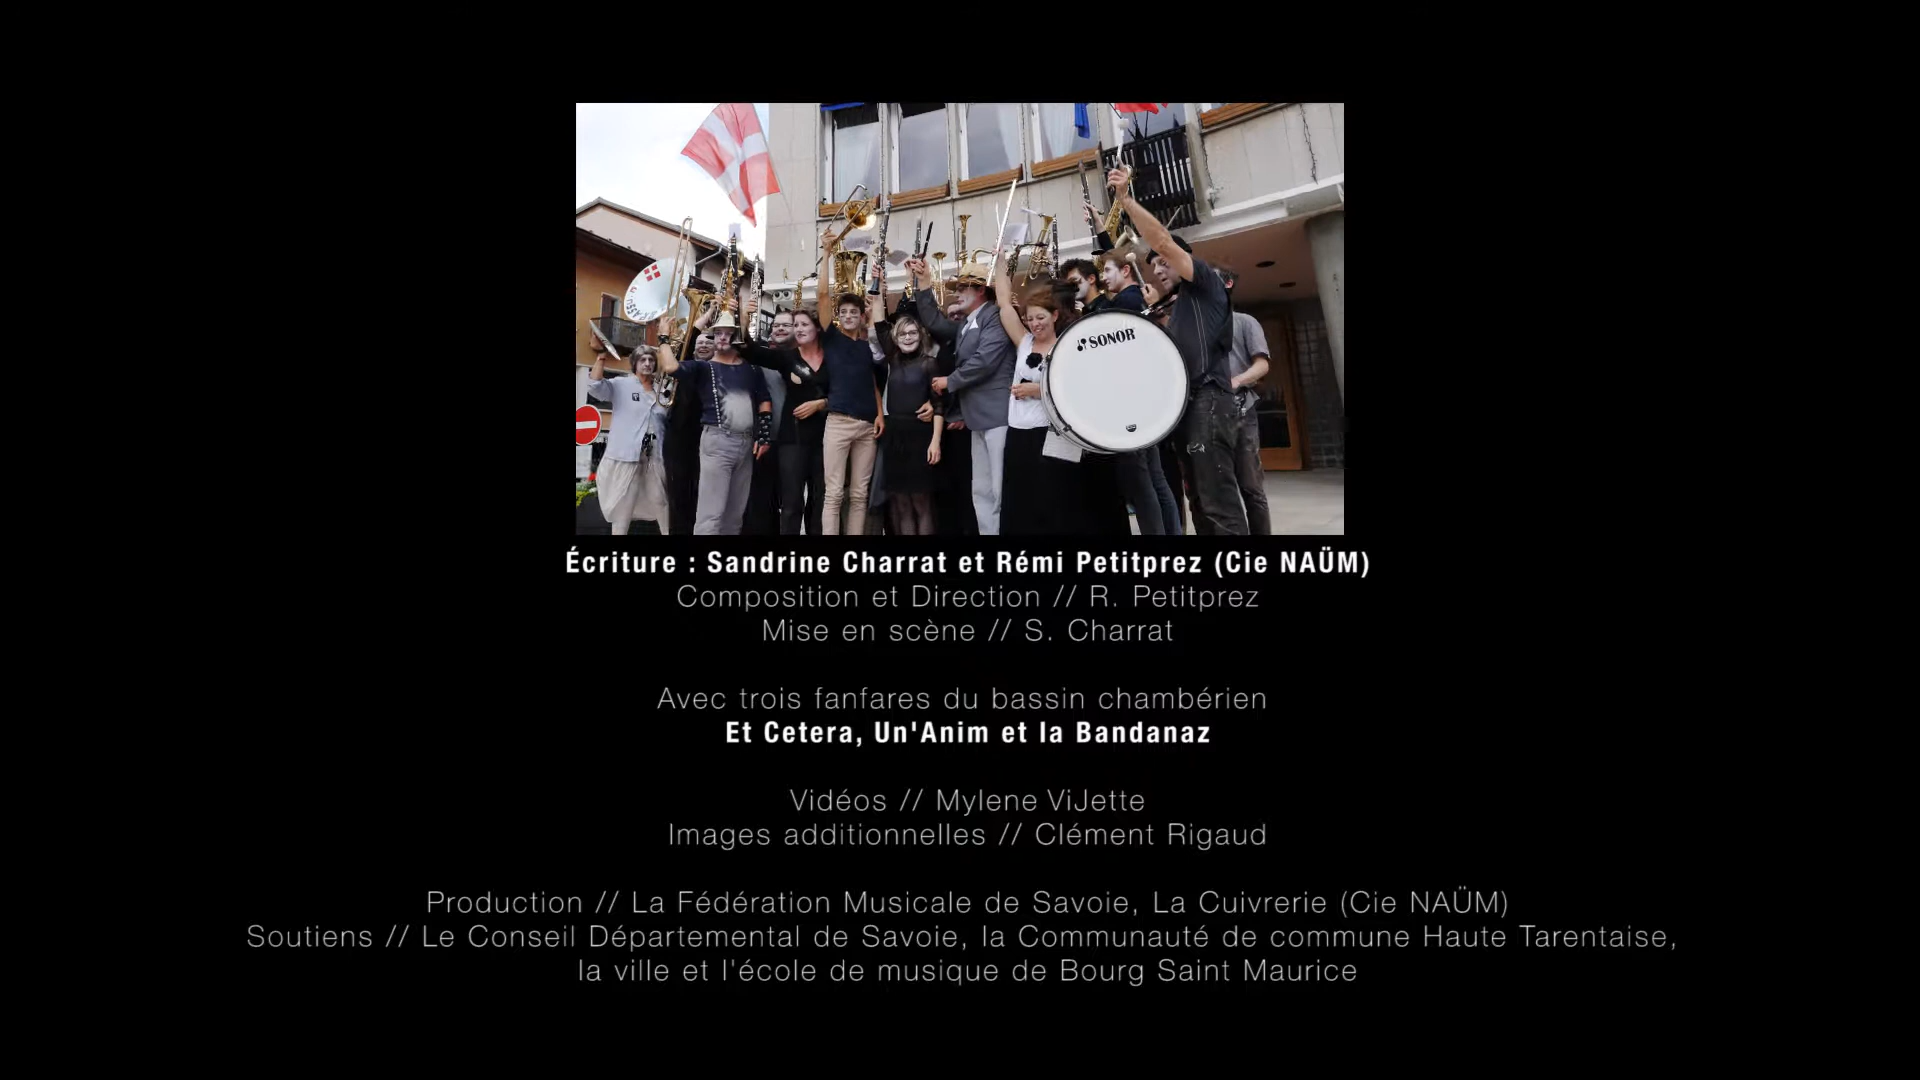 SONOR
Écriture : Sandrine Charrat et Rémi Petitprez (Cie NAÜM)
Composition et Direction // R. Petitprez
Mise en scène // S. Charrat
Avec trois fanfares du bassin chambérien
Et Cetera, Un'Anim et la Bandanaz
Vidéos // Mylene ViJette
Images additionnelles // Clément Rigaud
Production // La Fédération Musicale de Savoie, La Cuivrerie (Cie NAÜM)
Soutiens // Le Conseil Départemental de Savoie, la Communauté de commune Haute Tarentaise,
la ville et l'école de musique de Bourg Saint Maurice